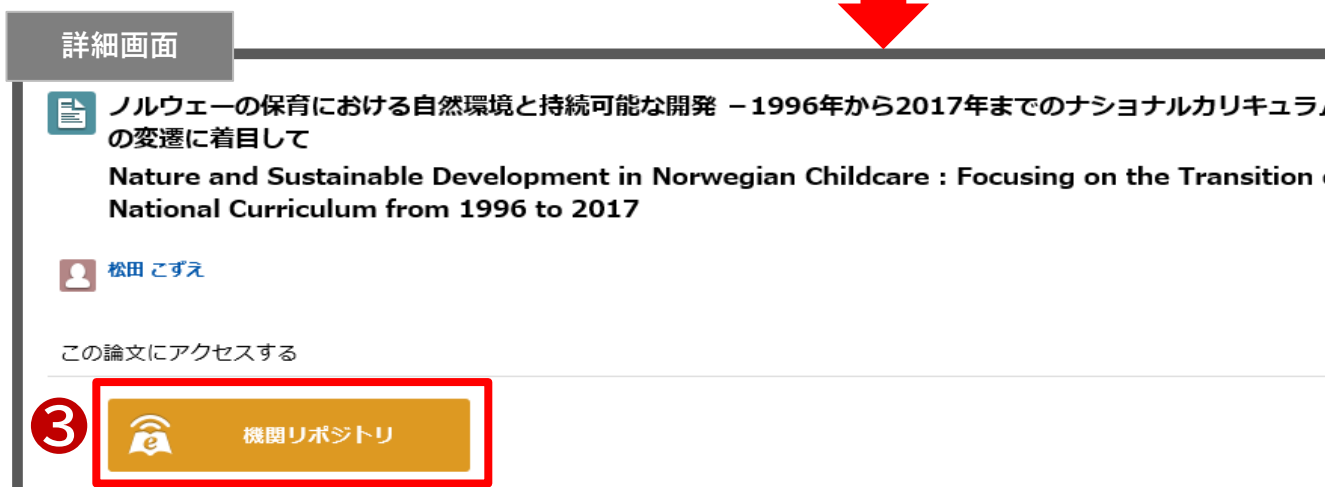 詳細画面
ノルウェーの保育における自然環境と持続可能な開発 －1996年から2017年までのナショナルカリキュラム
の変遷に着目して
Nature and Sustainable Development in Norwegian Childcare : Focusing on the Transition
National Curriculum from 1996 to 2017
松田 こずえ
この論文にアクセスする
3
e 機関リポジトリ